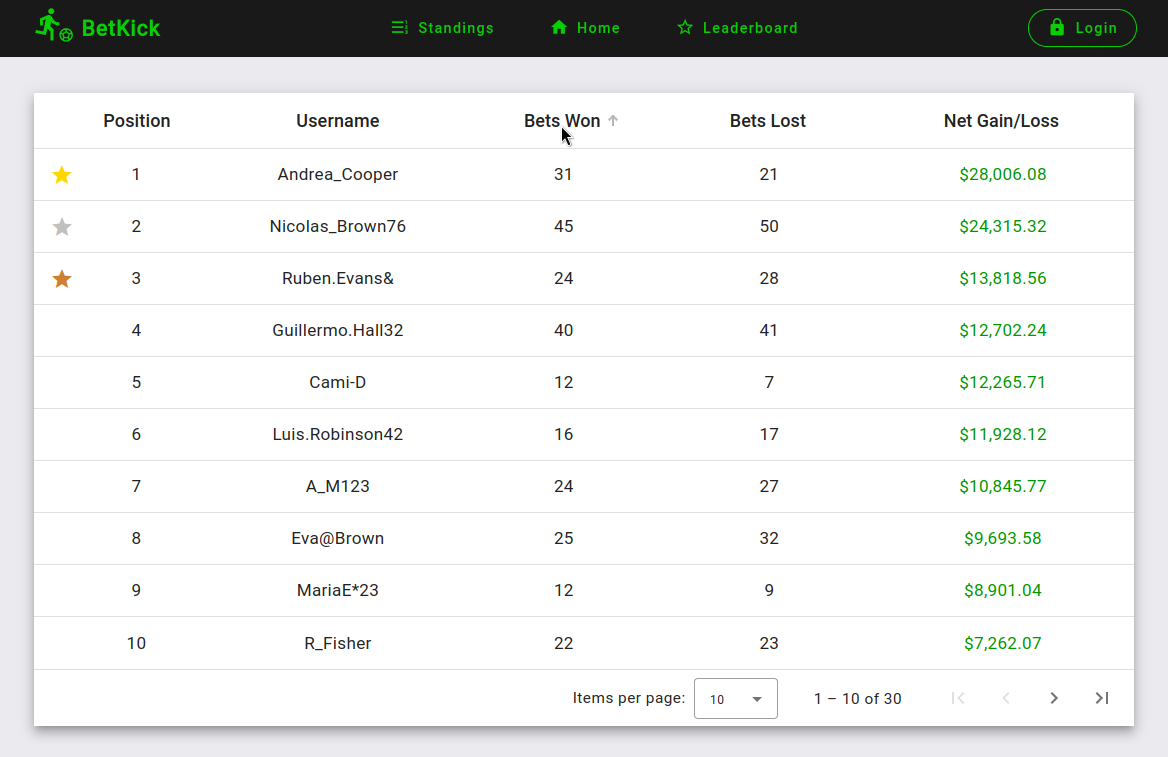 BetKick Standings Home Leaderboard Login
Position Username Bets Won Bets Lost Net Gain/Loss
1 Andrea_Cooper 31 21 $28,006.08
2 Nicolas_Brown76 45 50 $24,315.32
3 Ruben.Evans& 24 28 $13,818.56
4 Guillermo.Hall32 40 41 $12,702.24
5 Cami-D 12 7 $12,265.71
6 Luis.Robinson42 16 17 $11,928.12
7 A_M123 24 27 $10,845.77
8 Eva@Brown 25 32 $9,693.58
9 MariaE*23 12 9 $8,901.04
10 R_Fisher 22 23 $7,262.07
Items per page: 10 1 – 10 of 30